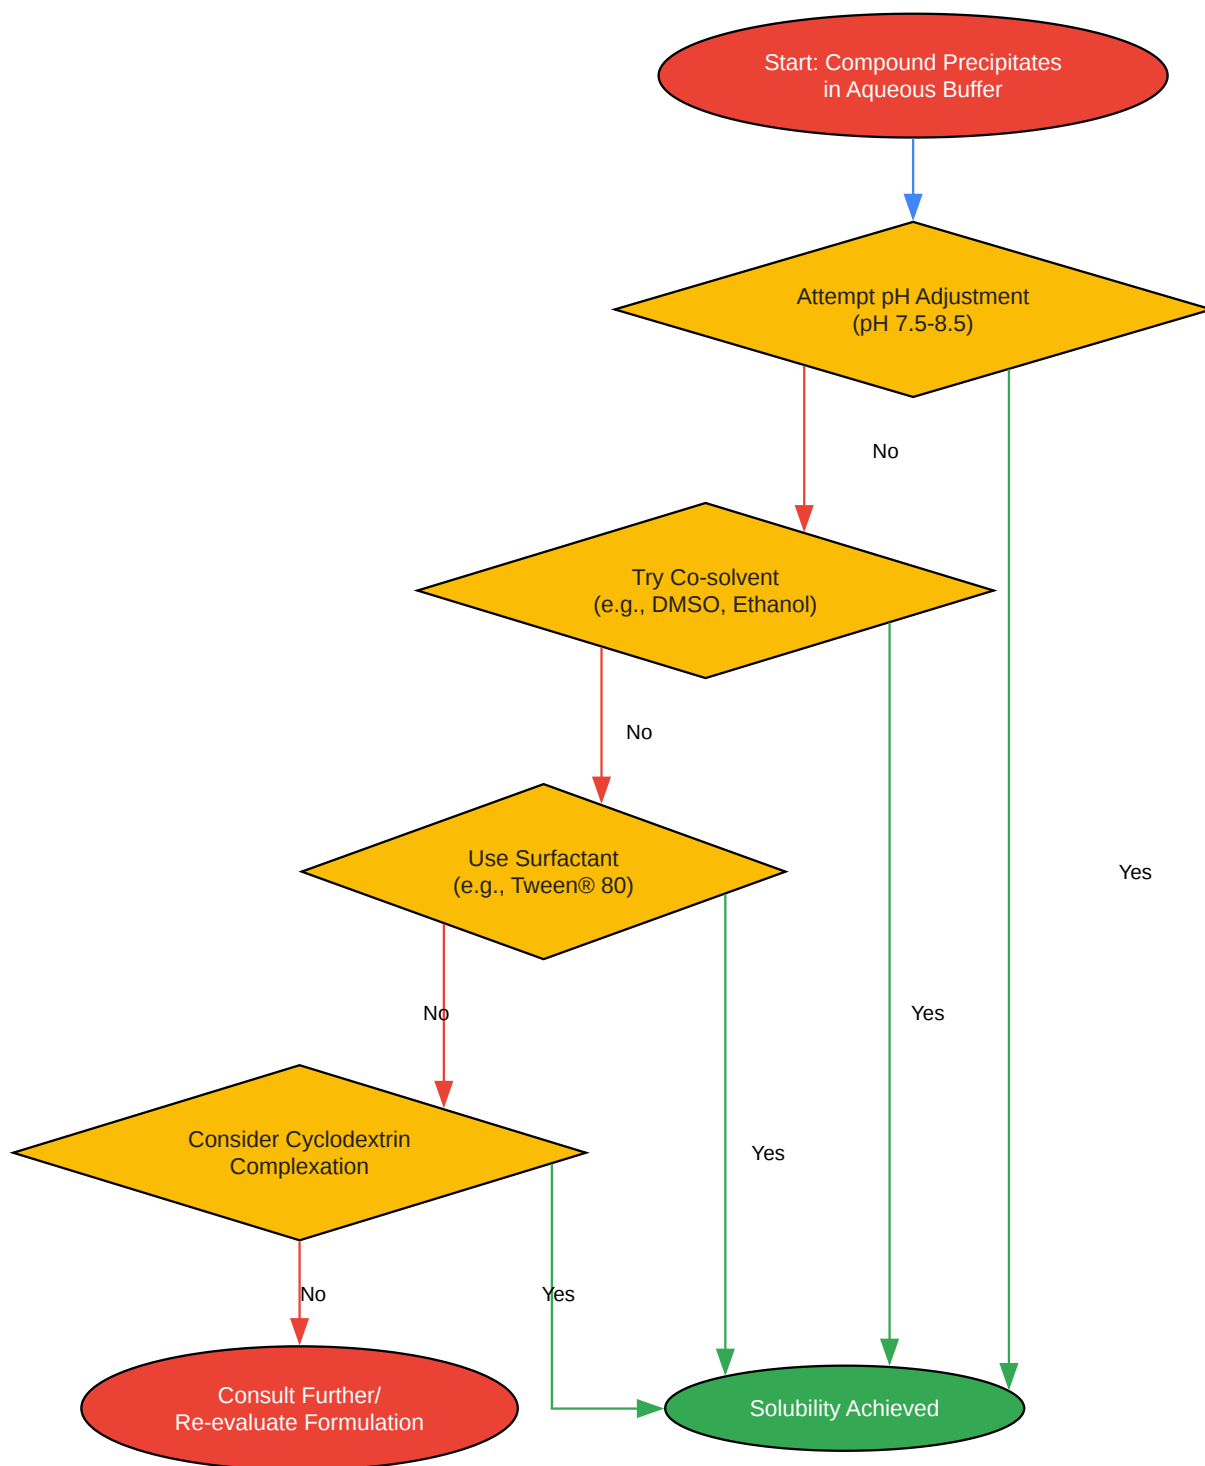 Start: Compound Precipitates
in Aqueous Buffer
Attempt pH Adjustment
(pH 7.5-8.5)
No
Try Co-solvent
(e.g., DMSO, Ethanol)
No
Use Surfactant
(e.g., Tween® 80)
Yes
No
Yes
Consider Cyclodextrin
Complexation
Yes
No
Yes
Consult Further/
Re-evaluate Formulation
Solubility Achieved